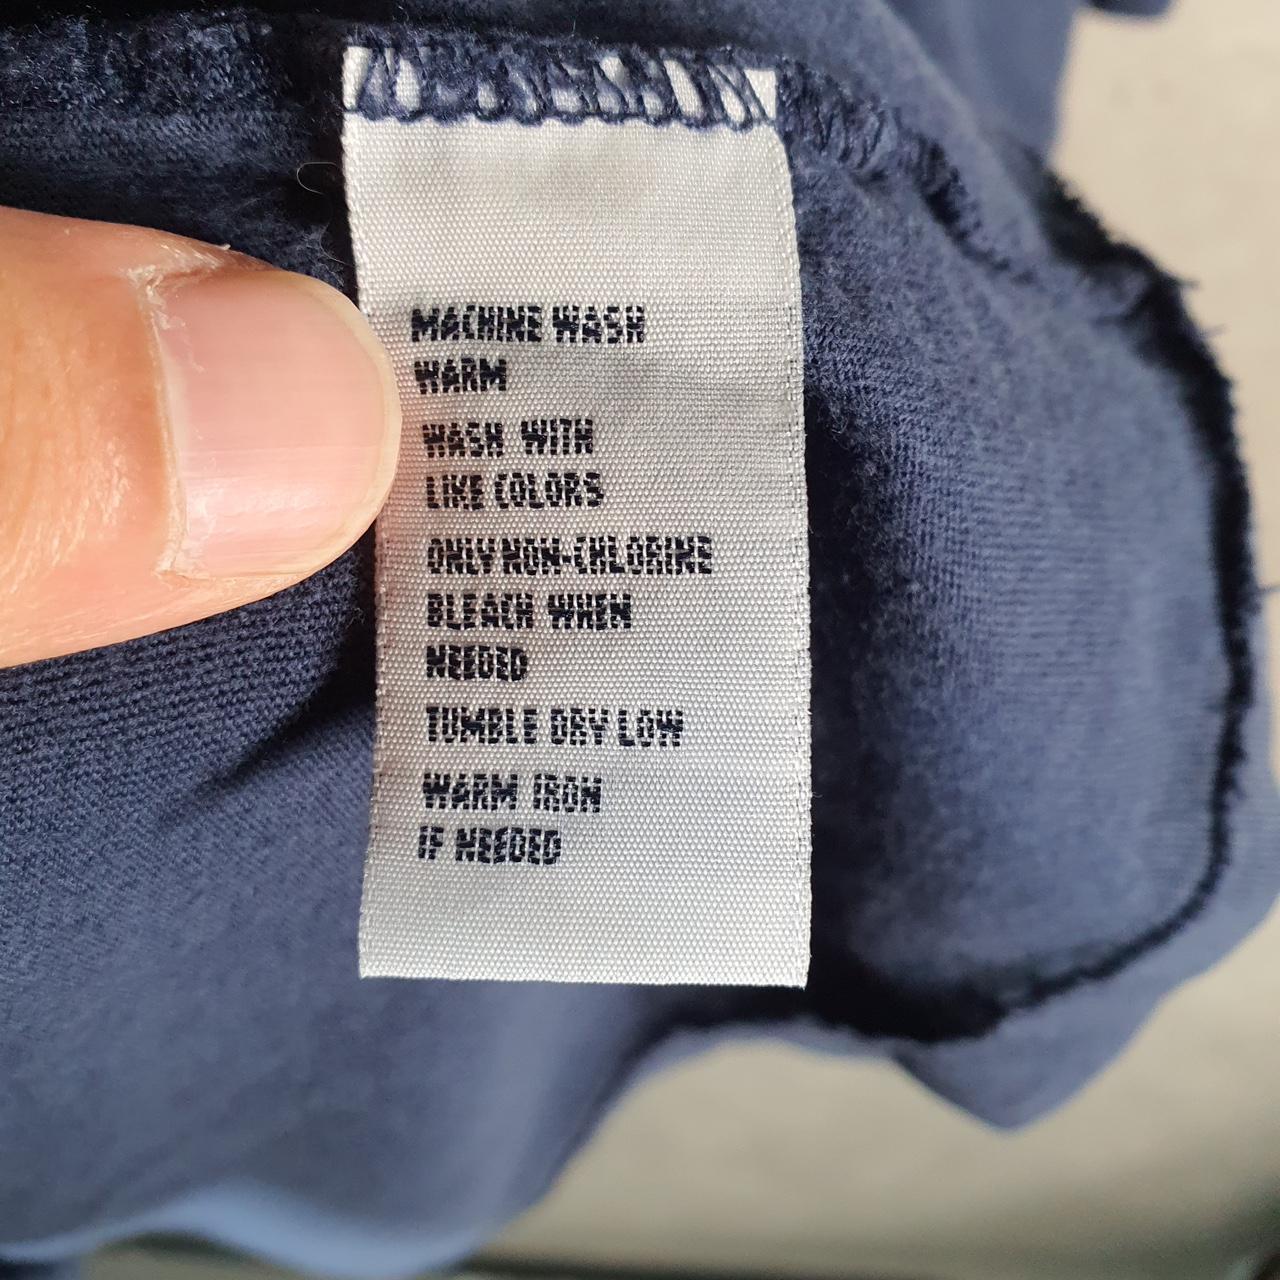 MACHINE WASH
WARM
WASH WITH
LIKE COLORS
ONLY NON-CHLORINE
BLEACH WHEN
NEEDED
TUMBLE DRY LOW
WARM IRON
IF NEEDED